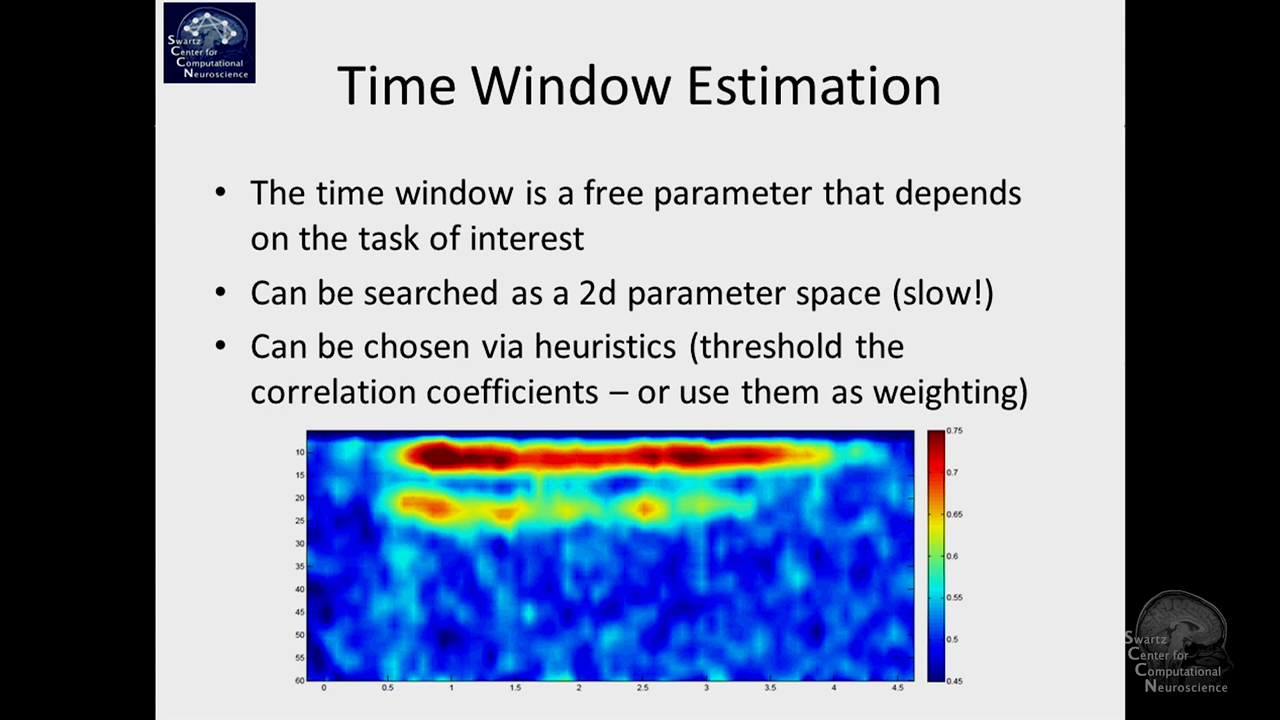 Swartz
Center for
Computational
Neuroscience
Time Window Estimation
• The time window is a free parameter that depends
on the task of interest
• Can be searched as a 2d parameter space (slow!)
• Can be chosen via heuristics (threshold the
correlation coefficients – or use them as weighting)
10
15
20
25
30
35
40
45
50
55
60
0 0.5 1 1.5 2 2.5 3 3.5 4 4.5
0.75
0.7
0.65
0.6
0.55
0.5
0.45
Swartz
Center for
Computational
Neuroscience